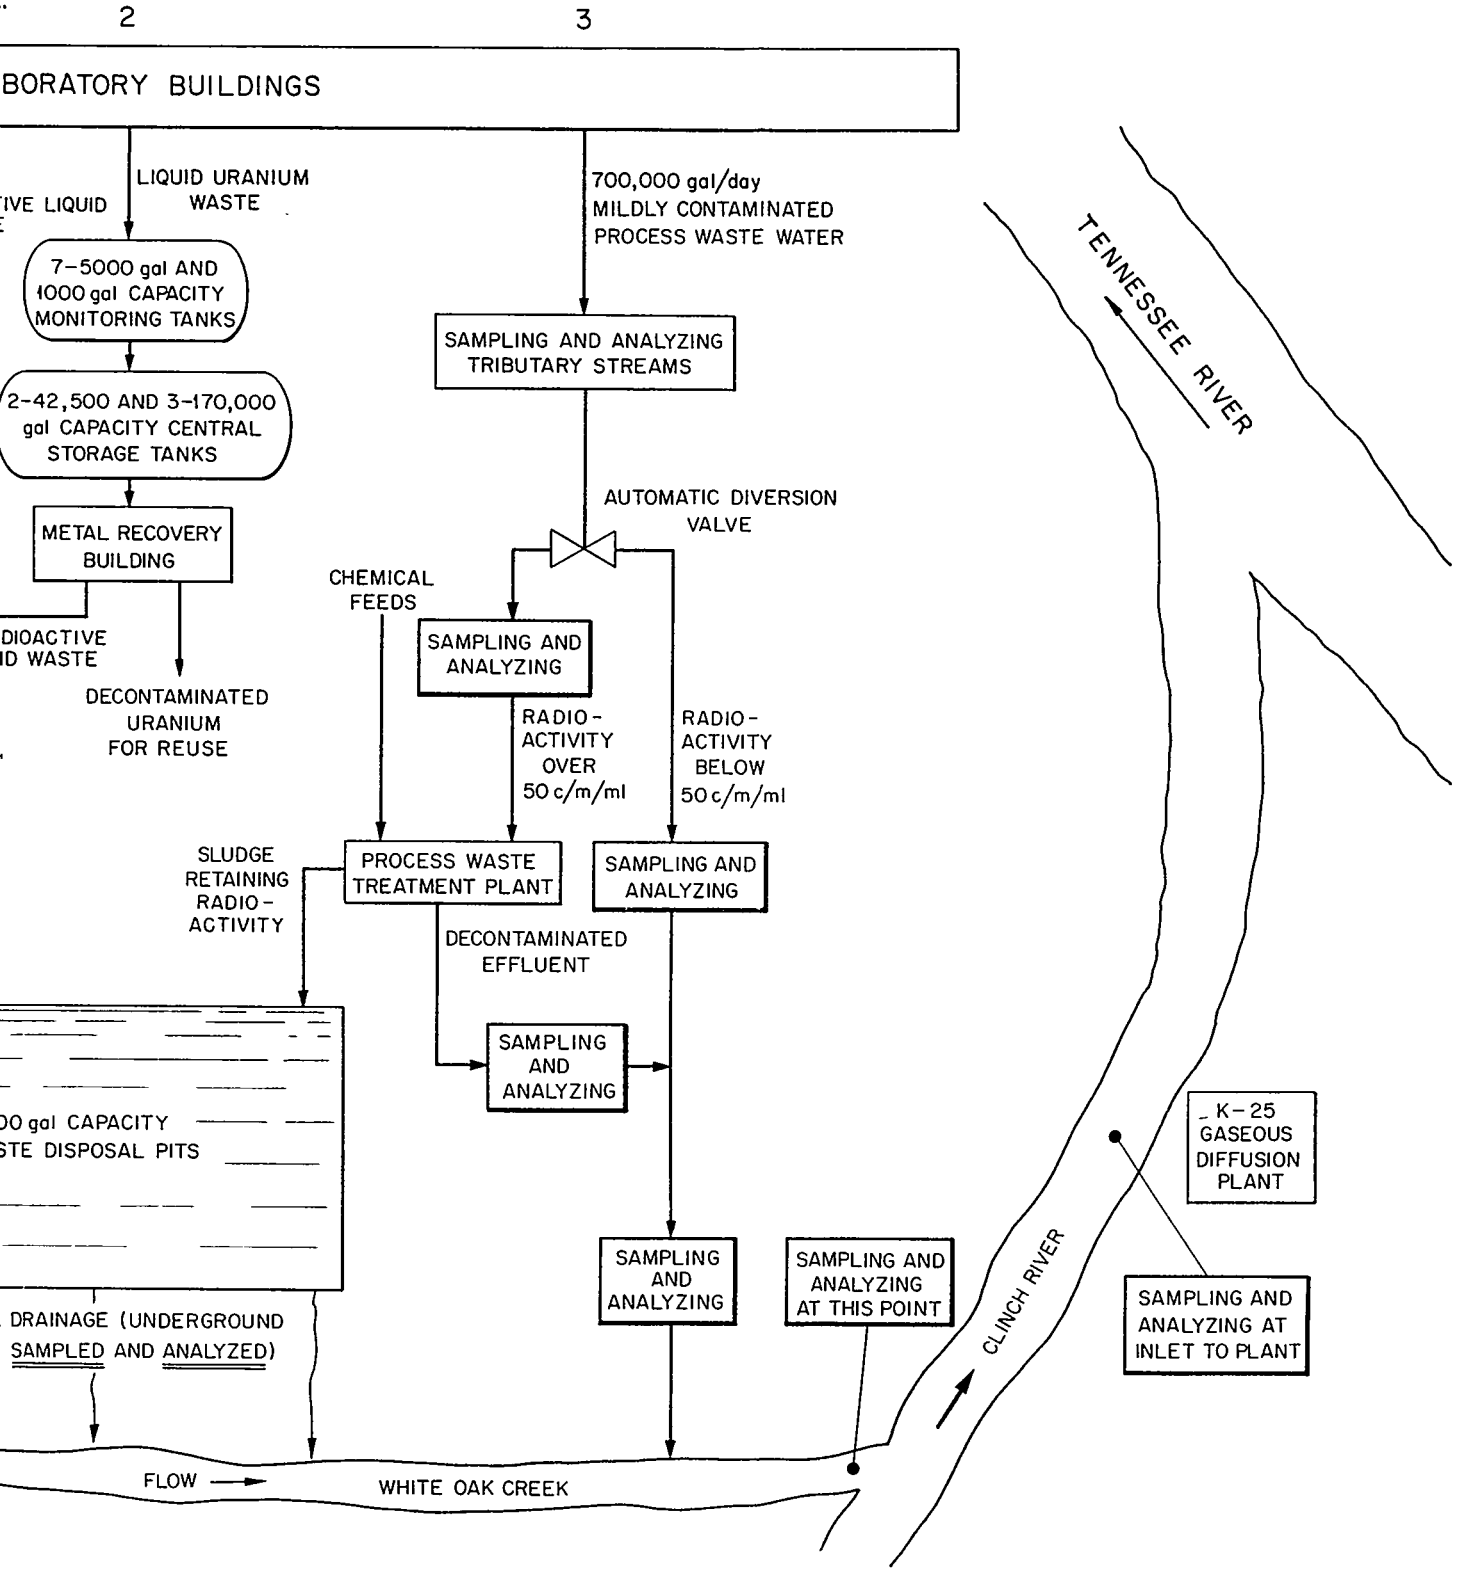 2
3
BORATORY BUILDINGS
LIQUID URANIUM
WASTE
TIVE LIQUID
E
7-5000 gal AND
1000 gal CAPACITY
MONITORING TANKS
2-42,500 AND 3-170,000
gal CAPACITY CENTRAL
STORAGE TANKS
METAL RECOVERY
BUILDING
DIOACTIVE
ID WASTE
DECONTAMINATED
URANIUM
FOR REUSE
700,000 gal/day
MILDLY CONTAMINATED
PROCESS WASTE WATER
SAMPLING AND ANALYZING
TRIBUTARY STREAMS
AUTOMATIC DIVERSION
VALVE
CHEMICAL
FEEDS
SAMPLING AND
ANALYZING
RADIO-
ACTIVITY
OVER
50 c/m/ml
RADIO-
ACTIVITY
BELOW
50 c/m/ml
SLUDGE
RETAINING
RADIO-
ACTIVITY
PROCESS WASTE
TREATMENT PLANT
SAMPLING AND
ANALYZING
DECONTAMINATED
EFFLUENT
SAMPLING
AND
ANALYZING
00 gal CAPACITY
STE DISPOSAL PITS
SAMPLING
AND
ANALYZING
SAMPLING AND
ANALYZING
AT THIS POINT
DRAINAGE (UNDERGROUND
SAMPLED AND ANALYZED)
FLOW
WHITE OAK CREEK
TENNESSEE RIVER
K-25
GASEOUS
DIFFUSION
PLANT
CLINCH RIVER
SAMPLING AND
ANALYZING AT
INLET TO PLANT